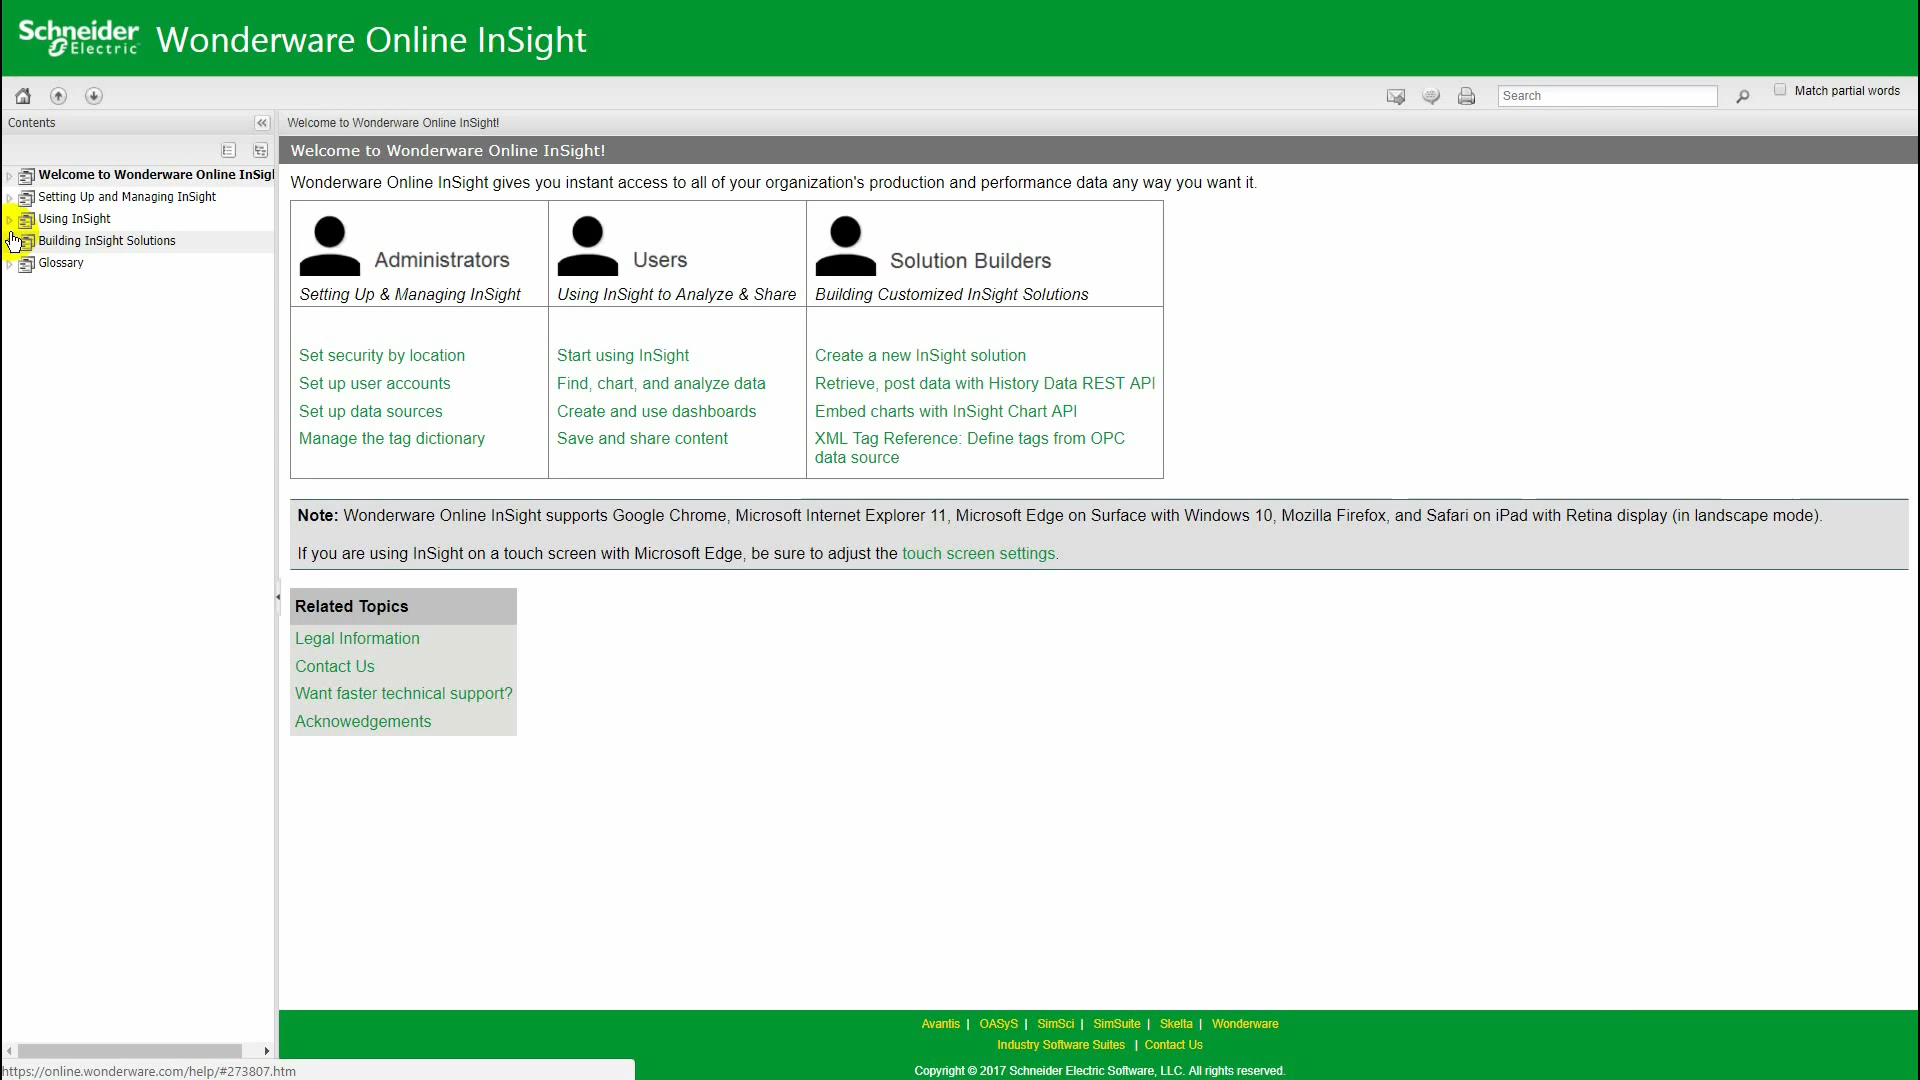 Schneider Electric Wonderware Online InSight
Search
Match partial words
Contents
Welcome to Wonderware Online InSight!
Welcome to Wonderware Online InSig
Setting Up and Managing InSight
Using InSight
Building InSight Solutions
Glossary
Welcome to Wonderware Online InSight!
Wonderware Online InSight gives you instant access to all of your organization's production and performance data any way you want it.
Administrators
Setting Up & Managing InSight
Set security by location
Set up user accounts
Set up data sources
Manage the tag dictionary
Users
Using InSight to Analyze & Share
Start using InSight
Find, chart, and analyze data
Create and use dashboards
Save and share content
Solution Builders
Building Customized InSight Solutions
Create a new InSight solution
Retrieve, post data with History Data REST API
Embed charts with InSight Chart API
XML Tag Reference: Define tags from OPC
data source
Note: Wonderware Online InSight supports Google Chrome, Microsoft Internet Explorer 11, Microsoft Edge on Surface with Windows 10, Mozilla Firefox, and Safari on iPad with Retina display (in landscape mode).
If you are using InSight on a touch screen with Microsoft Edge, be sure to adjust the touch screen settings.
Related Topics
Legal Information
Contact Us
Want faster technical support?
Acknowedgements
Avantis | OASyS | SimSci | SimSuite | Skelta | Wonderware
Industry Software Suites | Contact Us
Copyright © 2017 Schneider Electric Software, LLC. All rights reserved.
https://online.wonderware.com/help/#273807.htm